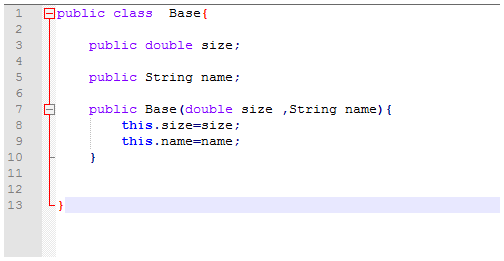 1 public class  Base{
2
3     public double size;
4
5     public String name;
6
7     public Base(double size ,String name){
8         this.size=size;
9         this.name=name;
10     }
11
12
13 }